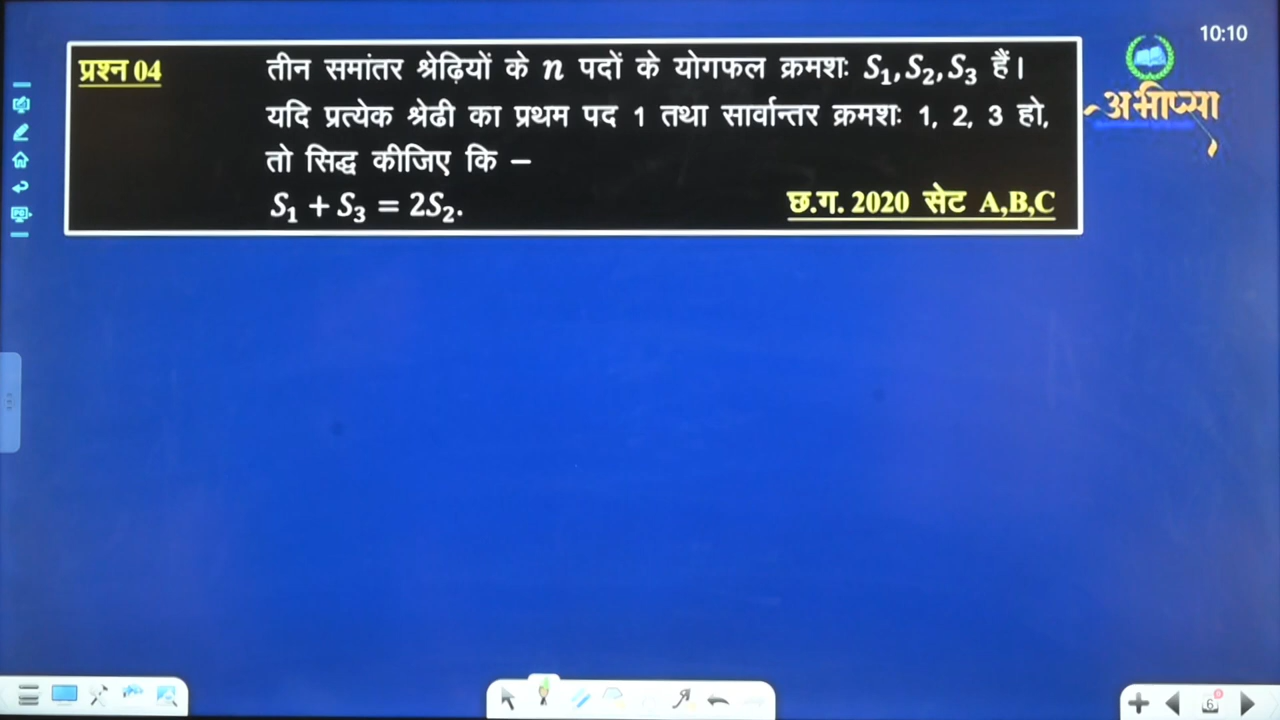 10:10
प्रश्न 04
तीन समांतर श्रेढ़ियों के n पदों के योगफल क्रमशः S₁, S₂, S₃ हैं।
यदि प्रत्येक श्रेढी का प्रथम पद 1 तथा सार्वान्तर क्रमशः 1, 2, 3 हो,
तो सिद्ध कीजिए कि –
S₁ + S₃ = 2S₂.
छ.ग. 2020 सेट A,B,C
अभीप्सा
6